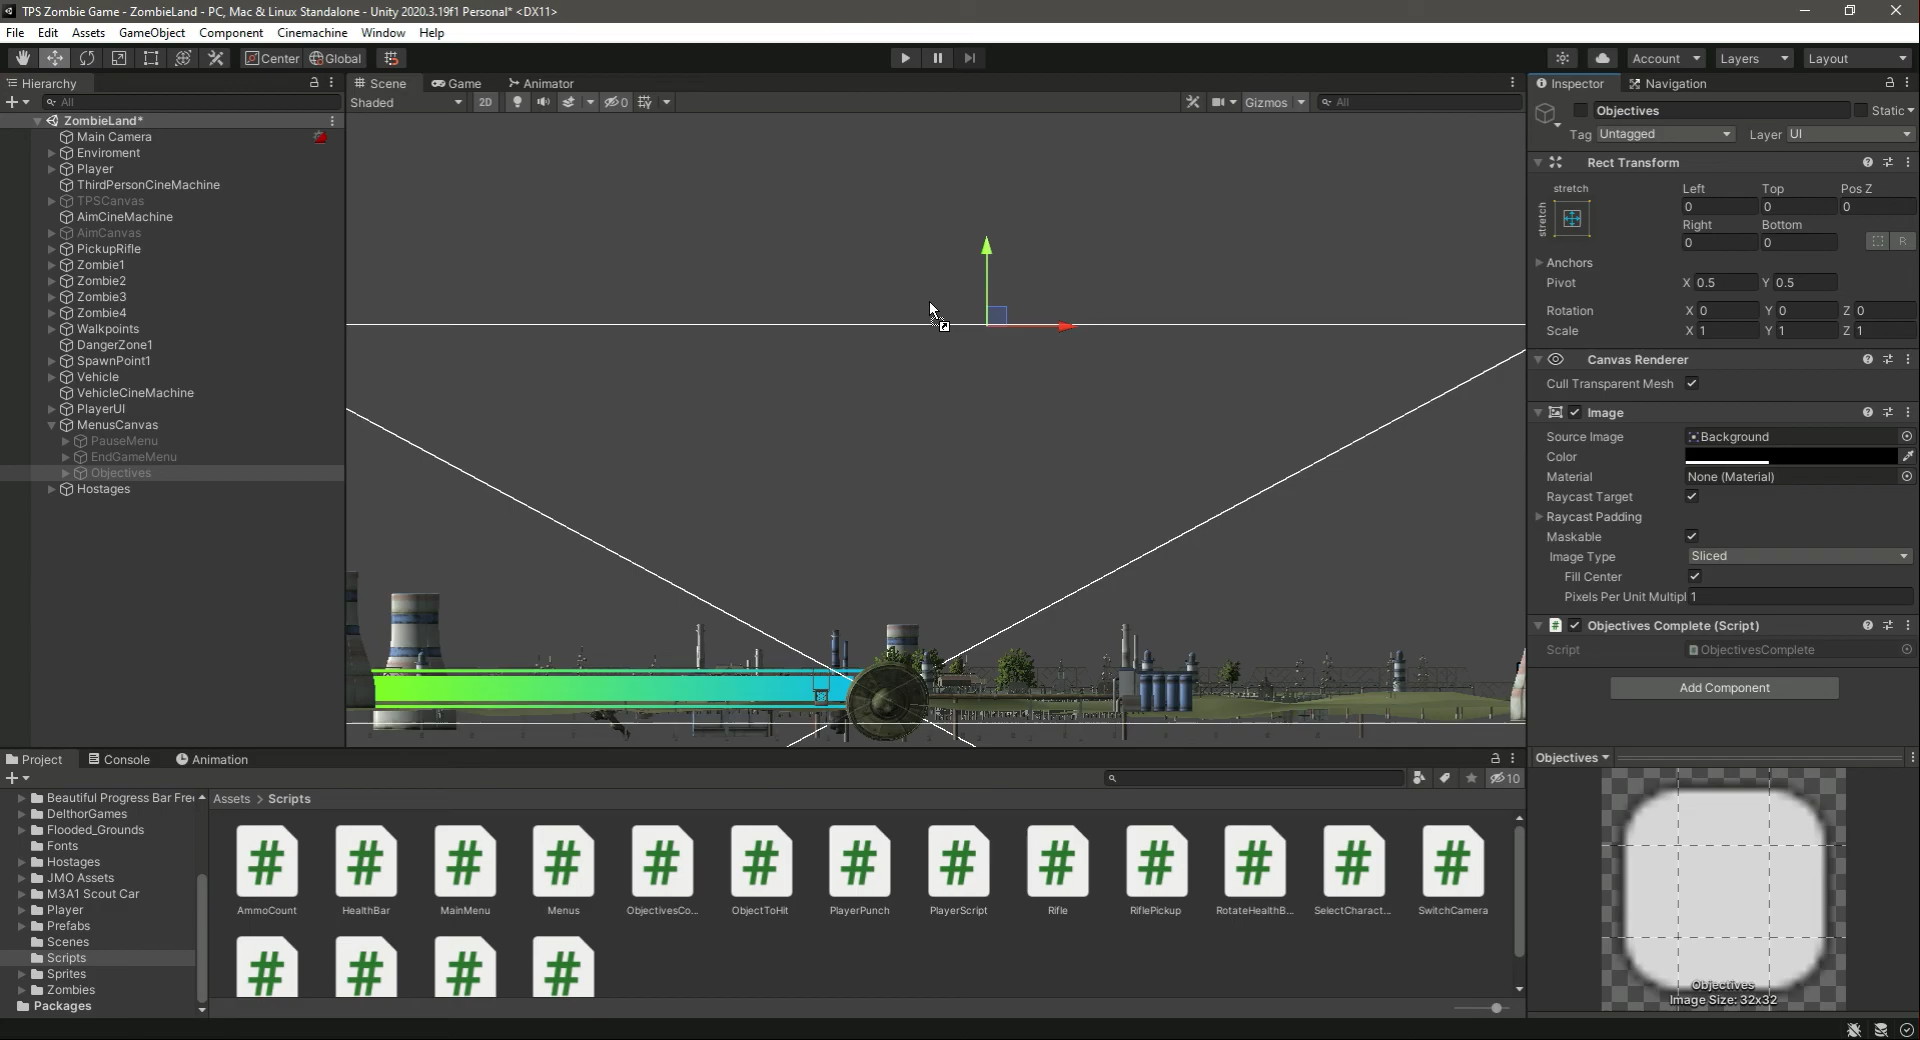 TPS Zombie Game - ZombieLand - PC, Mac & Linux Standalone - Unity 2020.3.19f1 Personal* <DX11>
File Edit Assets GameObject Component Cinemachine Window Help
Center Global Account Layers Layout
Hierarchy Scene Game Animator Inspector Navigation
All Shaded 2D 0 Gizmos All
Objectives Static
Tag Untagged Layer UI
ZombieLand*
Main Camera
Enviroment
Player
ThirdPersonCineMachine
TPSCanvas
AimCineMachine
AimCanvas
PickupRifle
Zombie1
Zombie2
Zombie3
Zombie4
Walkpoints
DangerZone1
SpawnPoint1
Vehicle
VehicleCineMachine
PlayerUI
MenusCanvas
PauseMenu
EndGameMenu
Objectives
Hostages
Rect Transform
stretch Left Top Pos Z
stretch 0 0 0
Right Bottom
0 0 R
Anchors
Pivot X 0.5 Y 0.5
Rotation X 0 Y 0 Z 0
Scale X 1 Y 1 Z 1
Canvas Renderer
Cull Transparent Mesh
Image
Source Image Background
Color
Material None (Material)
Raycast Target
Raycast Padding
Maskable
Image Type Sliced
Fill Center
Pixels Per Unit Multipl 1
# Objectives Complete (Script)
Script ObjectivesComplete
Add Component
Project Console Animation
10
Beautiful Progress Bar Fre
DelthorGames
Flooded_Grounds
Fonts
Hostages
JMO Assets
M3A1 Scout Car
Player
Prefabs
Scenes
Scripts
Sprites
Zombies
Packages
Assets > Scripts
# # # # # # # # # # # # #
AmmoCount HealthBar MainMenu Menus ObjectivesCo... ObjectToHit PlayerPunch PlayerScript Rifle RiflePickup RotateHealthB... SelectCharact... SwitchCamera
# # # #
Objectives
Objectives
Image Size: 32x32